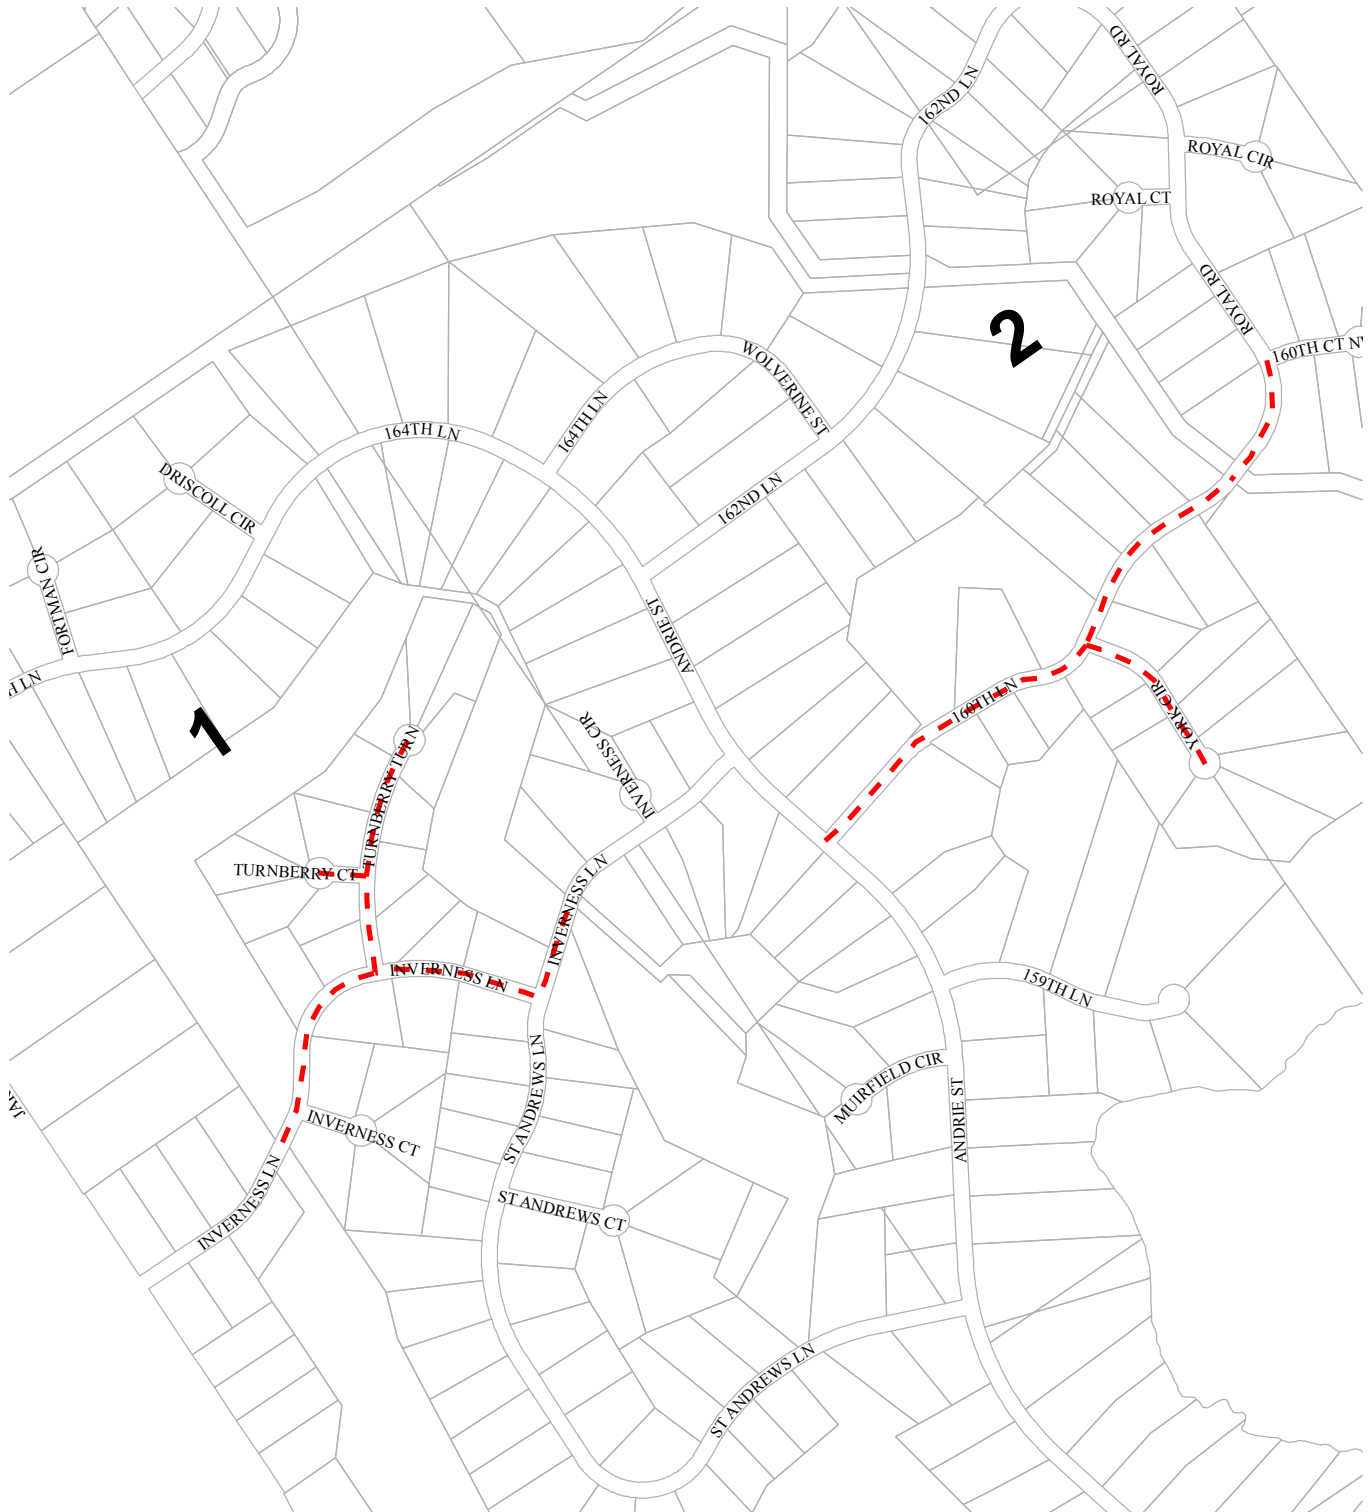 ROYAL RD
162ND LN
ROYAL CIR
ROYAL CT
ROYAL RD
2
160TH CT
WOLVERINE ST
164TH LN
164TH LN
DRISCOLL CIR
162ND LN
FORTMAN CIR
ANDRIE ST
LN
160TH LN
YORK CIR
1
INVERNESS CIR
TURNBERRY TURN
TURNBERRY CT
INVERNESS LN
INVERNESS LN
159TH LN
ST ANDREWS LN
MUIRFIELD CIR
ANDRIE ST
INVERNESS CT
INVERNESS LN
ST ANDREWS CT
ST ANDREWS LN